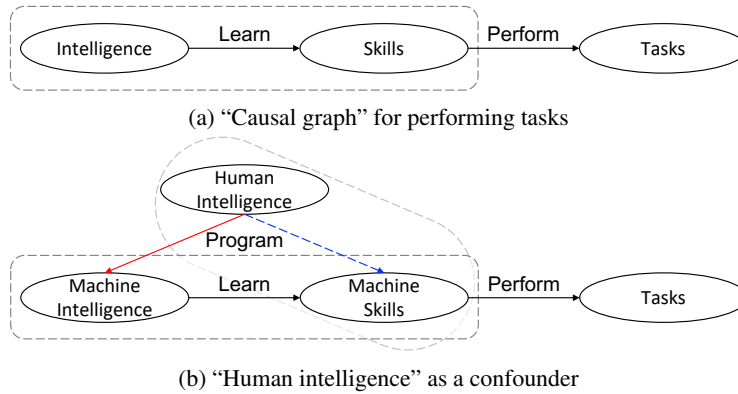 Intelligence
Learn
Skills
Perform
Tasks
(a) “Causal graph” for performing tasks
Human
Intelligence
Program
Machine
Intelligence
Learn
Machine
Skills
Perform
Tasks
(b) “Human intelligence” as a confounder